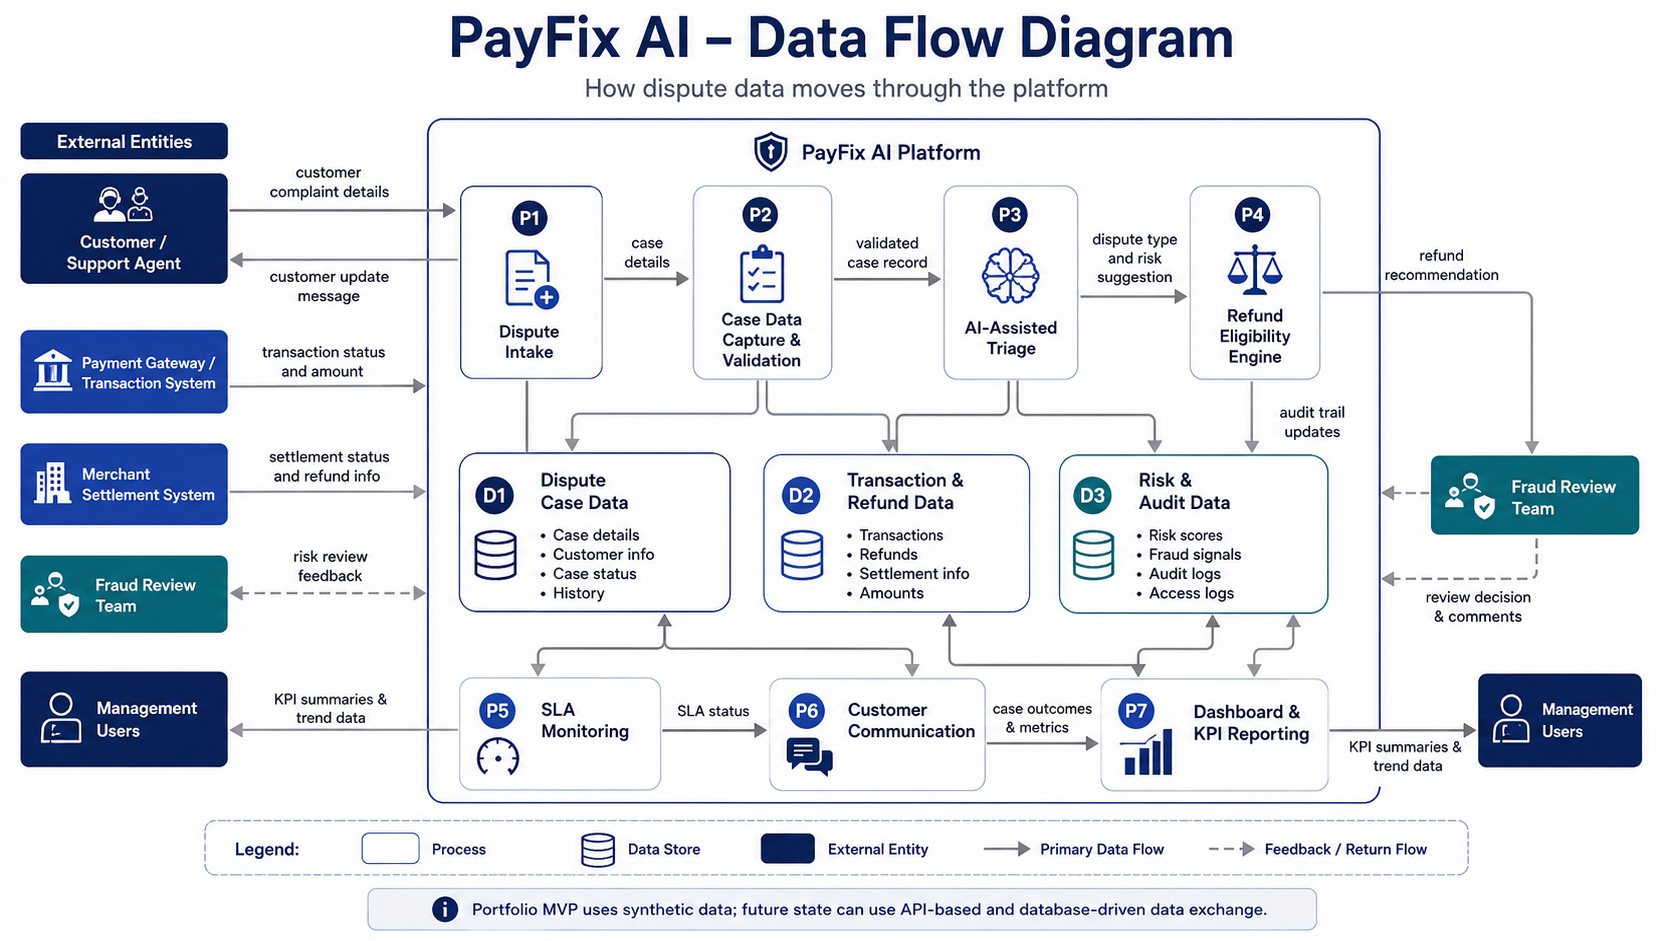 PayFix AI – Data Flow Diagram
How dispute data moves through the platform
External Entities
Customer /
Support Agent
customer
complaint details
customer update
message
Payment Gateway /
Transaction System
transaction status
and amount
Merchant
Settlement System
settlement status
and refund info
Fraud Review
Team
risk review
feedback
Management
Users
KPI summaries &
trend data
PayFix AI Platform
P1
Dispute
Intake
case
details
P2
Case Data
Capture &
Validation
validated
case record
P3
AI-Assisted
Triage
dispute type
and risk
suggestion
P4
Refund
Eligibility
Engine
refund
recommendation
audit trail
updates
D1
Dispute
Case Data
• Case details
• Customer info
• Case status
• History
D2
Transaction &
Refund Data
• Transactions
• Refunds
• Settlement info
• Amounts
D3
Risk &
Audit Data
• Risk scores
• Fraud signals
• Audit logs
• Access logs
Fraud Review
Team
review decision
& comments
P5
SLA
Monitoring
SLA status
P6
Customer
Communication
case outcomes
& metrics
P7
Dashboard &
KPI Reporting
KPI summaries &
trend data
Management
Users
Legend:
Process
Data Store
External Entity
Primary Data Flow
Feedback / Return Flow
i
Portfolio MVP uses synthetic data; future state can use API-based and database-driven data exchange.